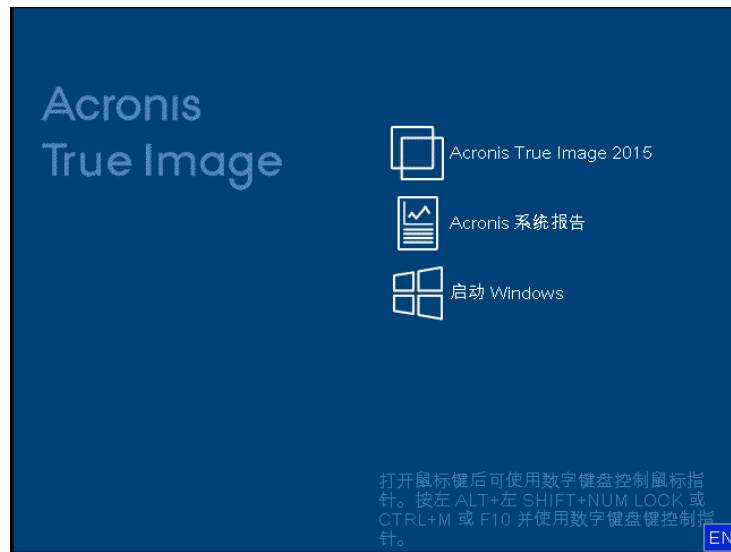 Acronis
True Image
Acronis True Image 2015
Acronis 系统报告
启动 Windows
打开鼠标键后可使用数字键盘控制鼠标指
针。按左 ALT+左 SHIFT+NUM LOCK 或
CTRL+M 或 F10 并使用数字键盘键控制指
针。
EN